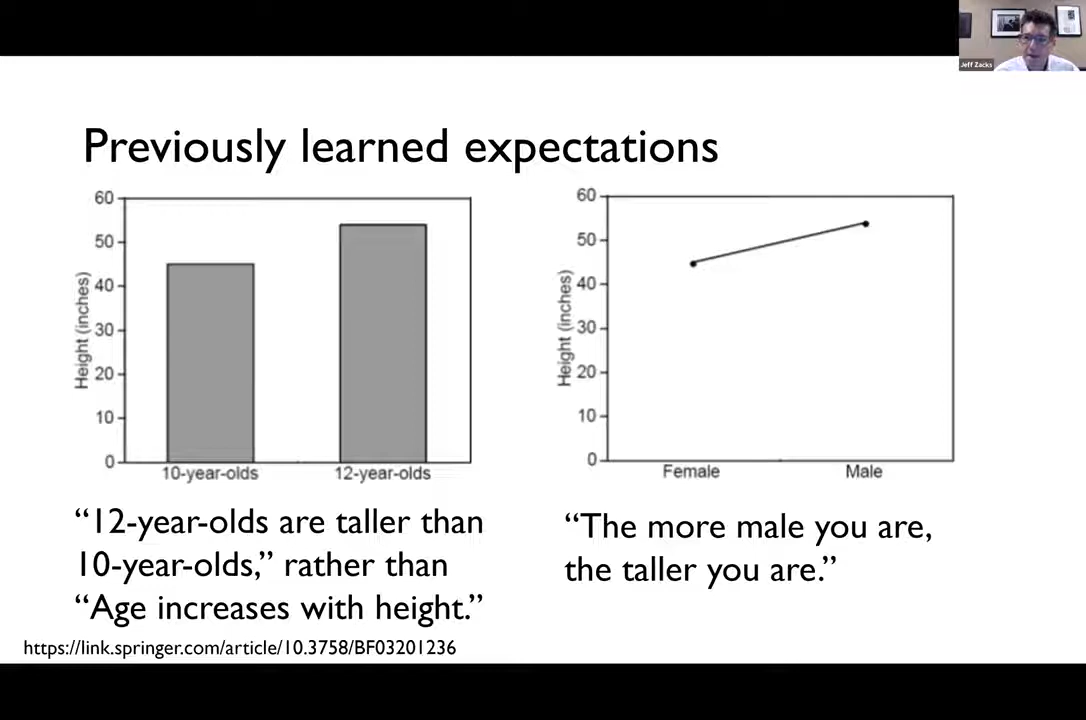 Jeff Zacks
Previously learned expectations
60
50
40
30
20
10
0
Height (inches)
10-year-olds
12-year-olds
60
50
40
30
20
10
0
Height (inches)
Female
Male
“12-year-olds are taller than
10-year-olds,” rather than
“Age increases with height.”
“The more male you are,
the taller you are.”
https://link.springer.com/article/10.3758/BF03201236